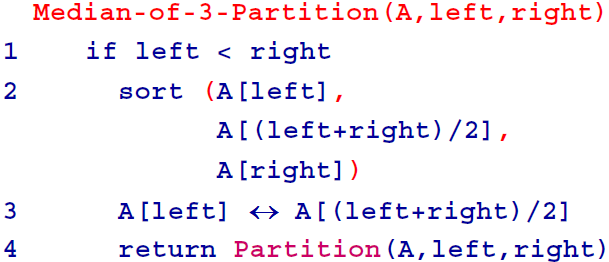 Median-of-3-Partition(A,left,right)
1 if left < right
2 sort (A[left],
A[(left+right)/2],
A[right])
3 A[left] ↔ A[(left+right)/2]
4 return Partition(A,left,right)